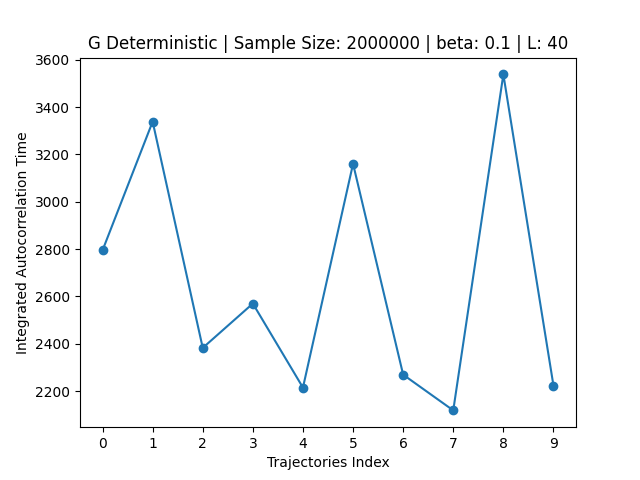 G Deterministic | Sample Size: 2000000 | beta: 0.1 | L: 40
3600
3400
3200
3000
2800
2600
2400
2200
Integrated Autocorrelation Time
0 1 2 3 4 5 6 7 8 9
Trajectories Index